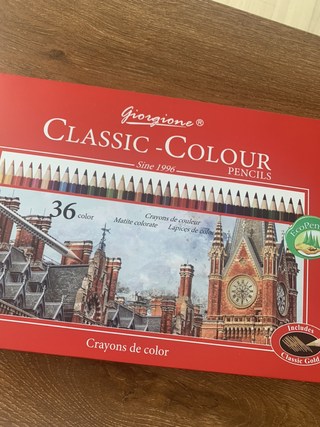 Giorgione®
CLASSIC - COLOUR
PENCILS
Sine 1996
36 color
Crayons de couleur
Matite colorate
Lapices de
EcoPen
Includes
Classic Gold
Crayons de color